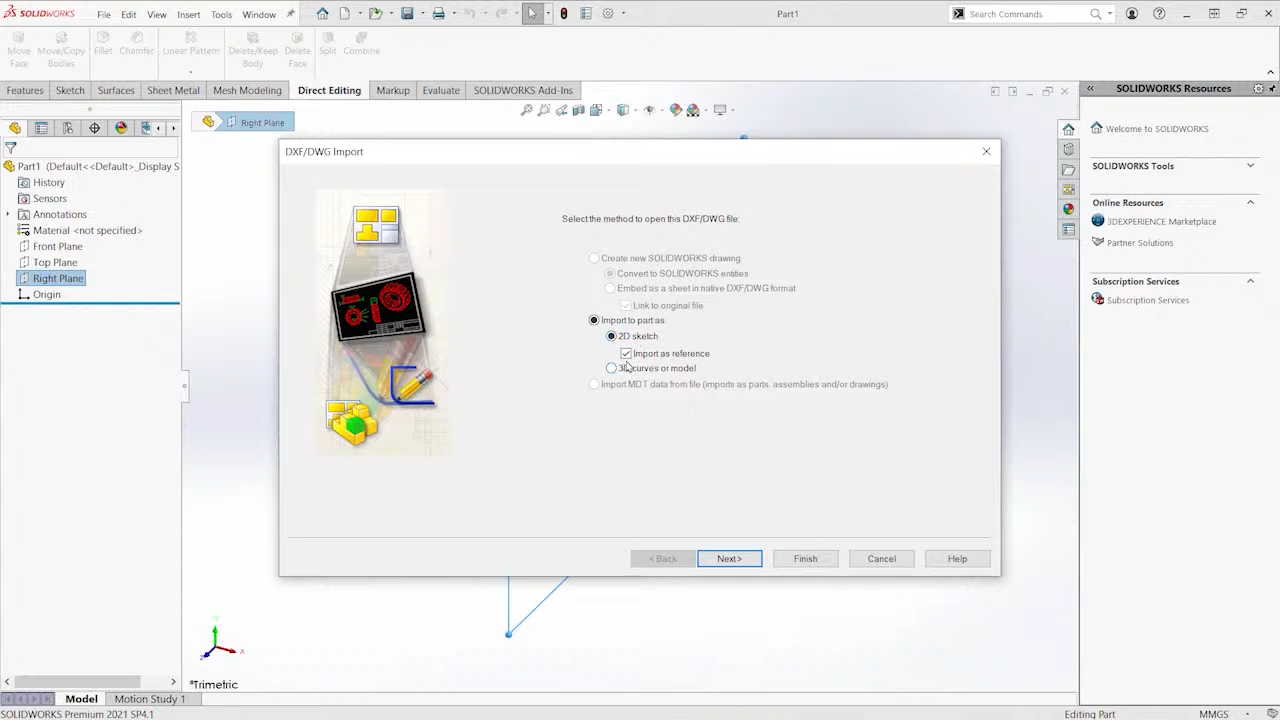 SOLIDWORKS File Edit View Insert Tools Window Part1 Search Commands
Move Face Move/Copy Bodies Fillet Chamfer Linear Pattern Delete/Keep Body Delete Face Split Combine
Features Sketch Surfaces Sheet Metal Mesh Modeling Direct Editing Markup Evaluate SOLIDWORKS Add-Ins
SOLIDWORKS Resources
Right Plane
Part1 (Default<<Default>_Display S
History
Sensors
Annotations
Material <not specified>
Front Plane
Top Plane
Right Plane
Origin
DXF/DWG Import
Select the method to open this DXF/DWG file:
Create new SOLIDWORKS drawing
Convert to SOLIDWORKS entities
Embed as a sheet in native DXF/DWG format
Link to original file
Import to part as
2D sketch
Import as reference
3D curves or model
Import MDT data from file (imports as parts, assemblies and/or drawings)
< Back Next> Finish Cancel Help
Welcome to SOLIDWORKS
SOLIDWORKS Tools
Online Resources
3DEXPERIENCE Marketplace
Partner Solutions
Subscription Services
Subscription Services
Y
X
Z
*Trimetric
Model Motion Study 1
SOLIDWORKS Premium 2021 SP4.1 Editing Part MMGS